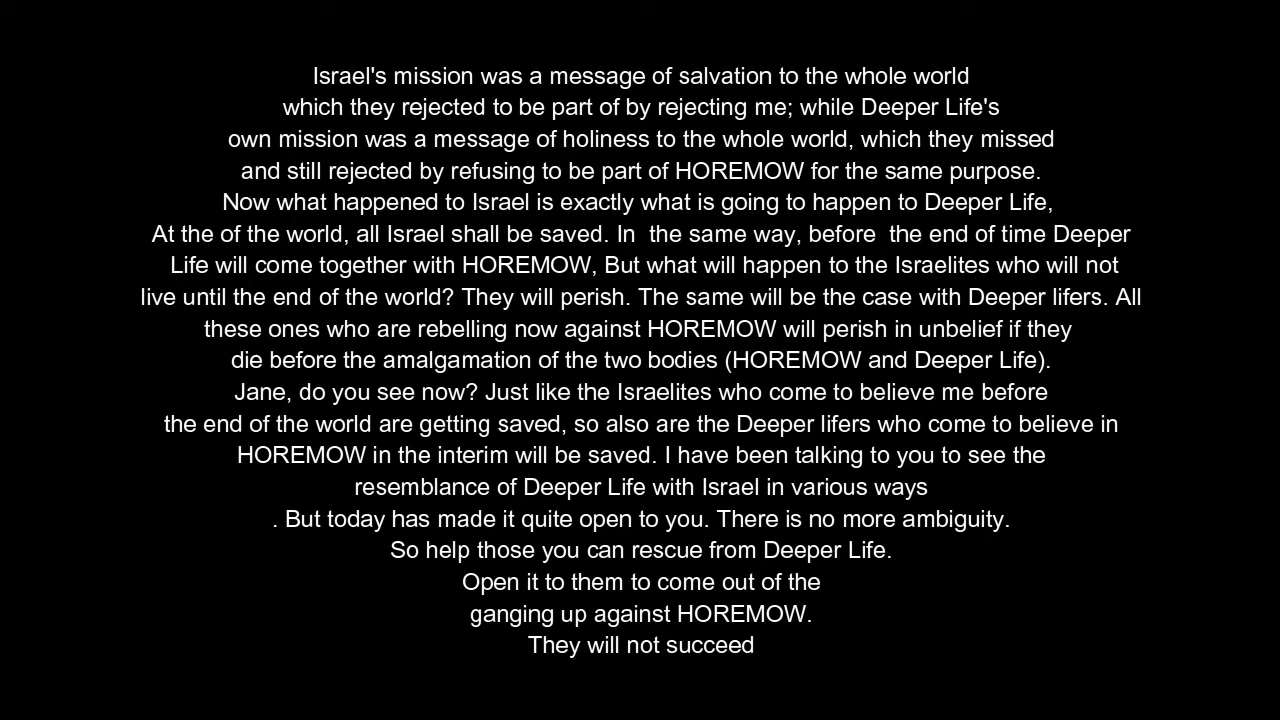 Israel's mission was a message of salvation to the whole world
which they rejected to be part of by rejecting me; while Deeper Life's
own mission was a message of holiness to the whole world, which they missed
and still rejected by refusing to be part of HOREMOW for the same purpose.
Now what happened to Israel is exactly what is going to happen to Deeper Life,
At the of the world, all Israel shall be saved. In  the same way, before  the end of time Deeper
Life will come together with HOREMOW, But what will happen to the Israelites who will not
live until the end of the world? They will perish. The same will be the case with Deeper lifers. All
these ones who are rebelling now against HOREMOW will perish in unbelief if they
die before the amalgamation of the two bodies (HOREMOW and Deeper Life).
Jane, do you see now? Just like the Israelites who come to believe me before
the end of the world are getting saved, so also are the Deeper lifers who come to believe in
HOREMOW in the interim will be saved. I have been talking to you to see the
resemblance of Deeper Life with Israel in various ways
. But today has made it quite open to you. There is no more ambiguity.
So help those you can rescue from Deeper Life.
Open it to them to come out of the
ganging up against HOREMOW.
They will not succeed